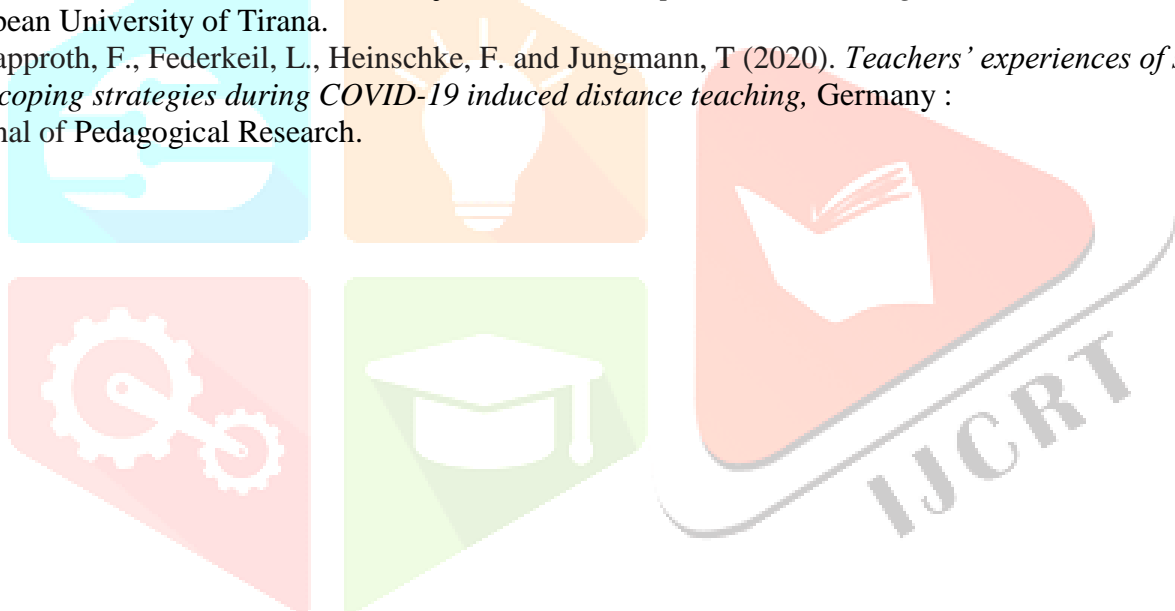 pean University of Tirana.
approth, F., Federkeil, L., Heinschke, F. and Jungmann, T (2020). Teachers’ experiences of
coping strategies during COVID-19 induced distance teaching, Germany :
nal of Pedagogical Research.
IJCRT